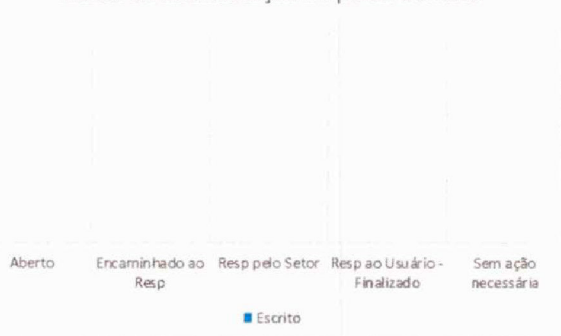 Aberto
Encaminhado ao Resp
Resp pelo Setor
Resp ao Usuário - Finalizado
Sem ação necessária
Escrito